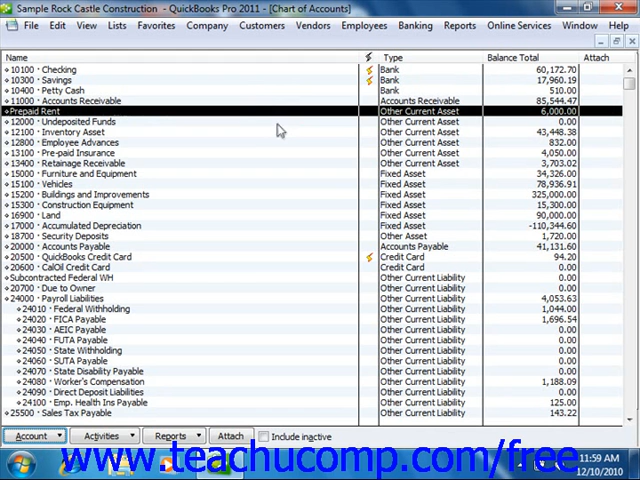 Sample Rock Castle Construction - QuickBooks Pro 2011 - [Chart of Accounts]
File Edit View Lists Favorites Company Customers Vendors Employees Banking Reports Online Services Window Help
Name Type Balance Total Attach
10100 · Checking Bank 60,172.70
10300 · Savings Bank 17,960.19
10400 · Petty Cash Bank 510.00
11000 · Accounts Receivable Accounts Receivable 85,544.47
Prepaid Rent Other Current Asset 6,000.00
12000 · Undeposited Funds Other Current Asset 0.00
12100 · Inventory Asset Other Current Asset 43,448.38
12800 · Employee Advances Other Current Asset 832.00
13100 · Pre-paid Insurance Other Current Asset 4,050.00
13400 · Retainage Receivable Other Current Asset 3,703.02
15000 · Furniture and Equipment Fixed Asset 34,326.00
15100 · Vehicles Fixed Asset 78,936.91
15200 · Buildings and Improvements Fixed Asset 325,000.00
15300 · Construction Equipment Fixed Asset 15,300.00
16900 · Land Fixed Asset 90,000.00
17000 · Accumulated Depreciation Fixed Asset -110,344.60
18700 · Security Deposits Other Asset 1,720.00
20000 · Accounts Payable Accounts Payable 41,131.60
20500 · QuickBooks Credit Card Credit Card 94.20
20600 · CalOil Credit Card Credit Card 0.00
Subcontracted Federal WH Other Current Liability 0.00
20700 · Due to Owner Other Current Liability 0.00
24000 · Payroll Liabilities Other Current Liability 4,053.63
24010 · Federal Withholding Other Current Liability 1,044.00
24020 · FICA Payable Other Current Liability 1,696.54
24030 · AEIC Payable Other Current Liability 0.00
24040 · FUTA Payable Other Current Liability 0.00
24050 · State Withholding Other Current Liability 0.00
24060 · SUTA Payable Other Current Liability 0.00
24070 · State Disability Payable Other Current Liability 0.00
24080 · Worker's Compensation Other Current Liability 1,188.09
24090 · Direct Deposit Liabilities Other Current Liability 0.00
24100 · Emp. Health Ins Payable Other Current Liability 125.00
25500 · Sales Tax Payable Other Current Liability 143.22
Account Activities Reports Attach Include inactive
www.teachucomp.com/free
11:59 AM
12/10/2010